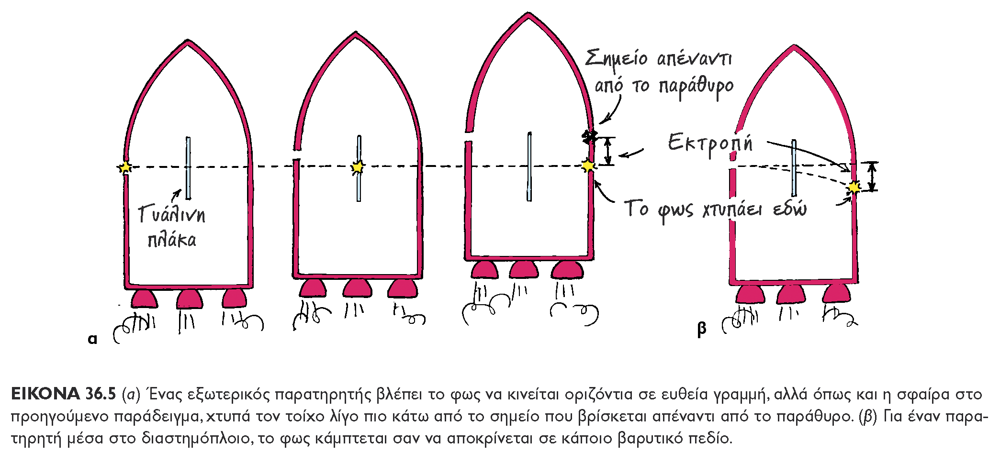 Σημείο απέναντι
από το παράθυρο
Εκτροπή
Γυάλινη
πλάκα
Το φως χτυπάει εδώ
α
β
ΕΙΚΟΝΑ 36.5 (α) Ένας εξωτερικός παρατηρητής βλέπει το φως να κινείται οριζόντια σε ευθεία γραμμή, αλλά όπως και η σφαίρα στο
προηγούμενο παράδειγμα, χτυπά τον τοίχο λίγο πιο κάτω από το σημείο που βρίσκεται απέναντι από το παράθυρο. (β) Για έναν παρα-
τηρητή μέσα στο διαστημόπλοιο, το φως κάμπτεται σαν να αποκρίνεται σε κάποιο βαρυτικό πεδίο.